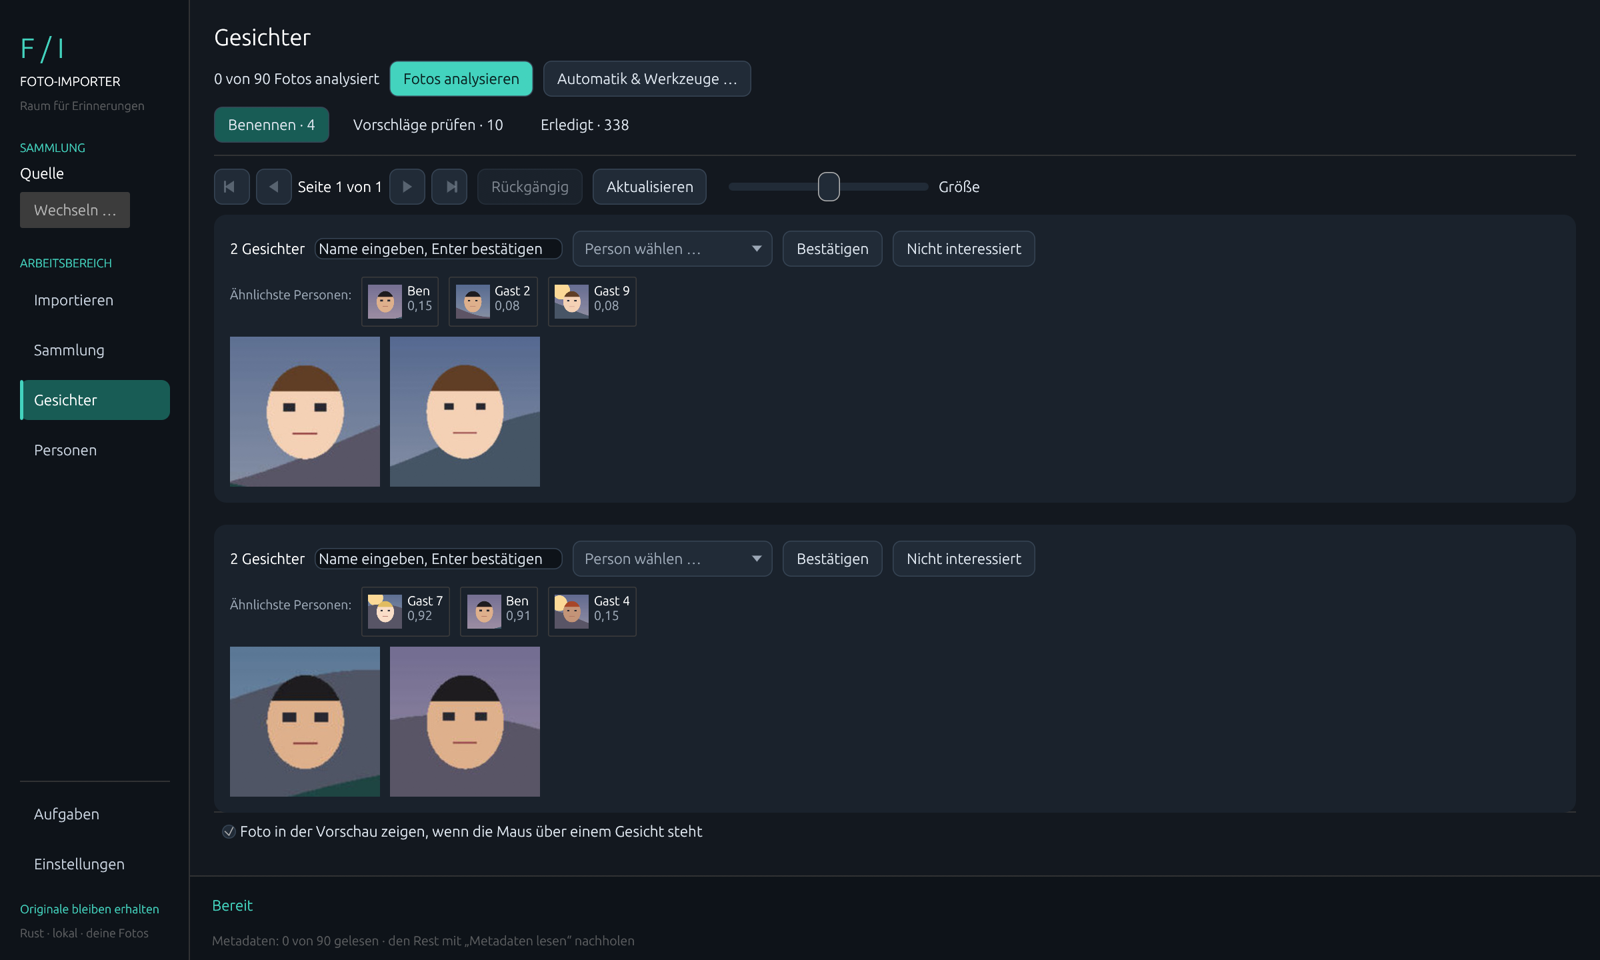 F / I
FOTO-IMPORTER
Raum für Erinnerungen
SAMMLUNG
Quelle
Wechseln …
ARBEITSBEREICH
Importieren
Sammlung
Gesichter
Personen
Aufgaben
Einstellungen
Originale bleiben erhalten
Rust · lokal · deine Fotos
Gesichter
0 von 90 Fotos analysiert Fotos analysieren Automatik & Werkzeuge …
Benennen · 4 Vorschläge prüfen · 10 Erledigt · 338
Seite 1 von 1 Rückgängig Aktualisieren Größe
2 Gesichter Name eingeben, Enter bestätigen Person wählen … Bestätigen Nicht interessiert
Ähnlichste Personen: Ben Gast 2 Gast 9
0,15 0,08 0,08
2 Gesichter Name eingeben, Enter bestätigen Person wählen … Bestätigen Nicht interessiert
Ähnlichste Personen: Gast 7 Ben Gast 4
0,92 0,91 0,15
Foto in der Vorschau zeigen, wenn die Maus über einem Gesicht steht
Bereit
Metadaten: 0 von 90 gelesen · den Rest mit „Metadaten lesen“ nachholen